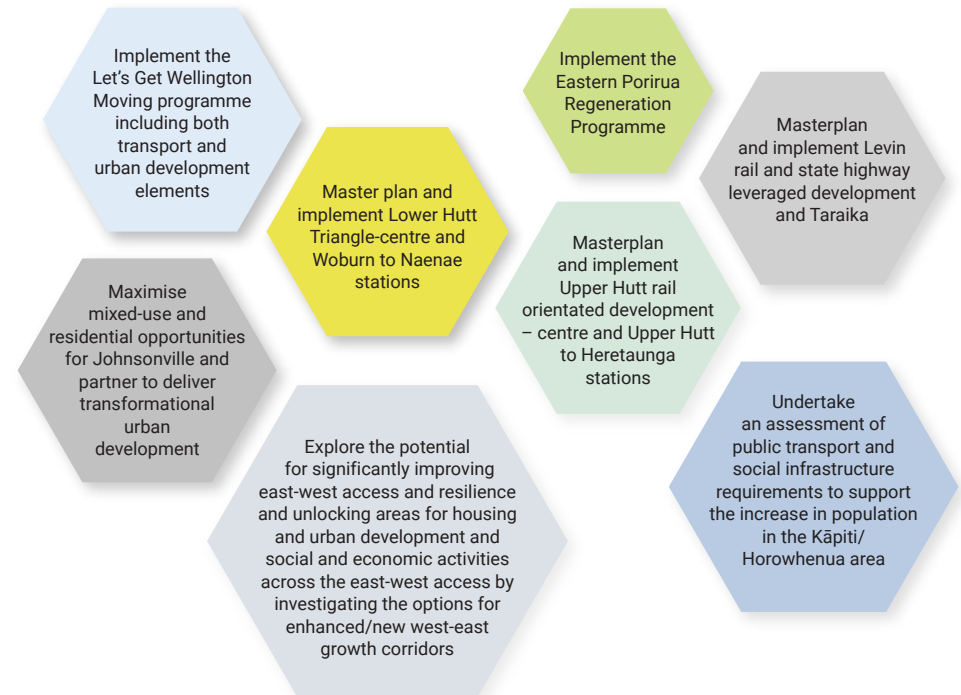 Implement the
Let's Get Wellington
Moving programme
including both
transport and
urban development
elements
Implement the
Eastern Porirua
Regeneration
Programme
Masterplan
and implement Levin
rail and state highway
leveraged development
and Taraika
Master plan and
implement Lower Hutt
Triangle-centre and
Woburn to Naenae
stations
Masterplan
and implement
Upper Hutt rail
orientated development
– centre and Upper Hutt
to Heretaunga
stations
Maximise
mixed-use and
residential opportunities
for Johnsonville and
partner to deliver
transformational
urban
development
Explore the potential
for significantly improving
east-west access and resilience
and unlocking areas for housing
and urban development and
social and economic activities
across the east-west access by
investigating the options for
enhanced/new west-east
growth corridors
Undertake
an assessment of
public transport and
social infrastructure
requirements to support
the increase in population
in the Kāpiti/
Horowhenua area